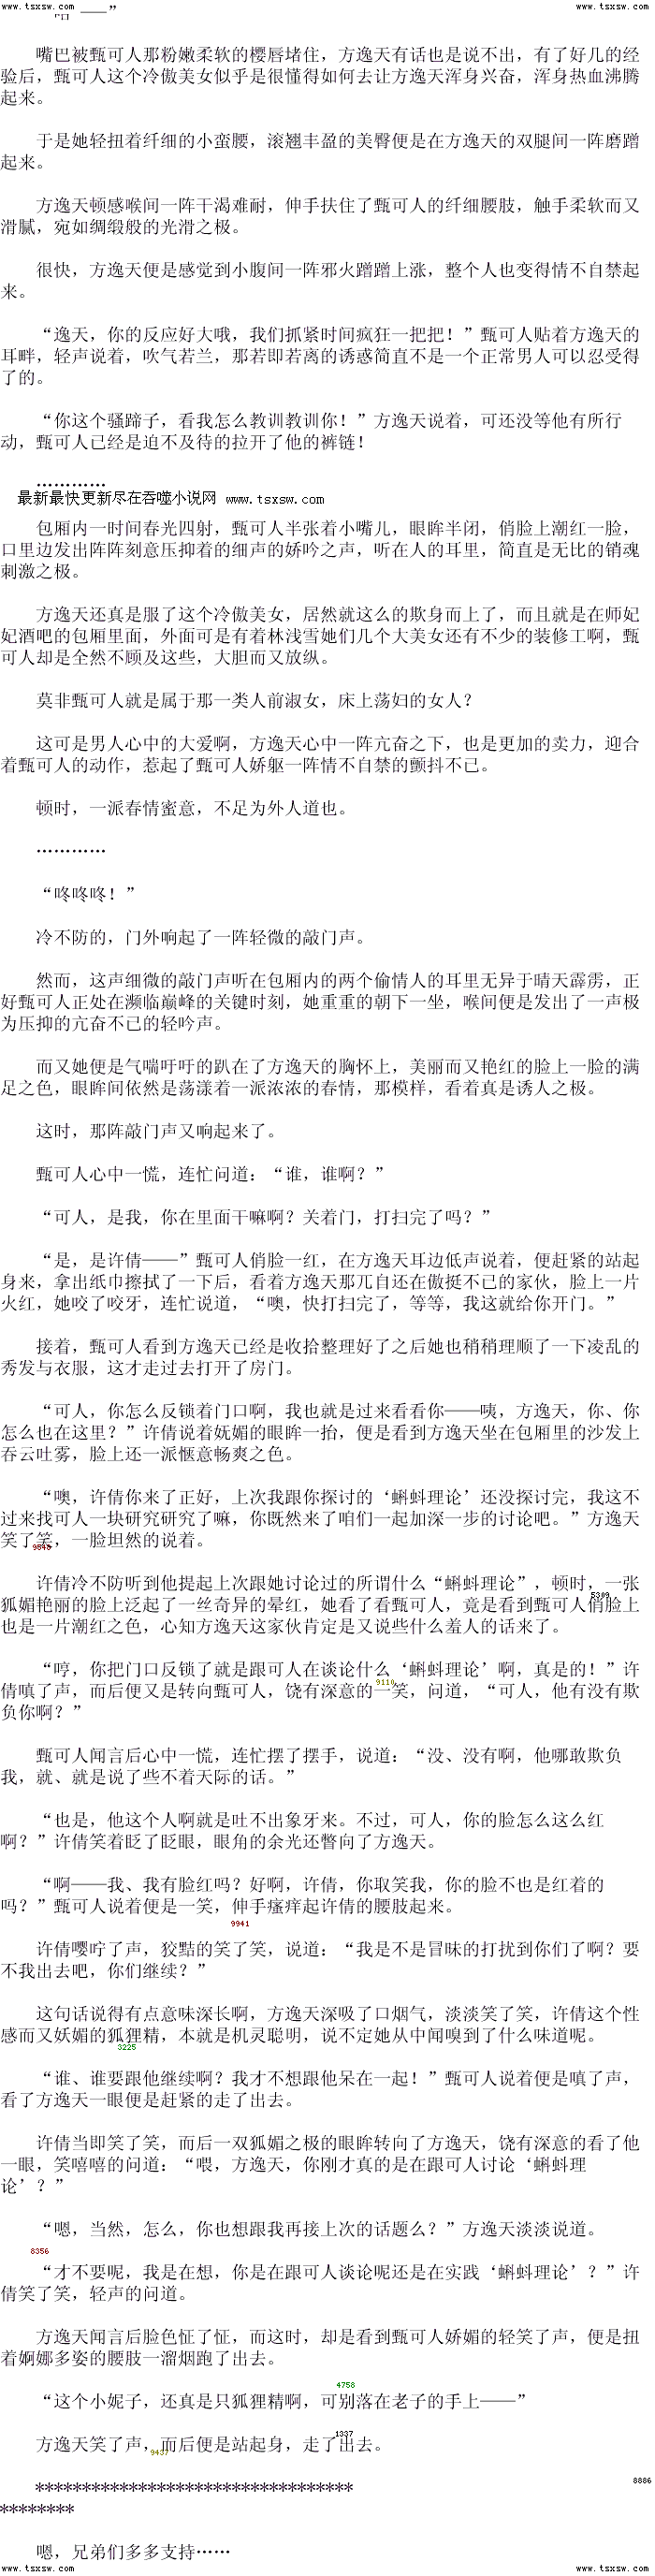 www.tsxsw.com www.tsxsw.com
——”
嘴巴被甄可人那粉嫩柔软的樱唇堵住，方逸天有话也是说不出，有了好几的经
验后，甄可人这个冷傲美女似乎是很懂得如何去让方逸天浑身兴奋，浑身热血沸腾
起来。
于是她轻扭着纤细的小蛮腰，滚翘丰盈的美臀便是在方逸天的双腿间一阵磨蹭
起来。
方逸天顿感喉间一阵干渴难耐，伸手扶住了甄可人的纤细腰肢，触手柔软而又
滑腻，宛如绸缎般的光滑之极。
很快，方逸天便是感觉到小腹间一阵邪火蹭蹭上涨，整个人也变得情不自禁起
来。
“逸天，你的反应好大哦，我们抓紧时间疯狂一把把！”甄可人贴着方逸天的
耳畔，轻声说着，吹气若兰，那若即若离的诱惑简直不是一个正常男人可以忍受得
了的。
“你这个骚蹄子，看我怎么教训教训你！”方逸天说着，可还没等他有所行
动，甄可人已经是迫不及待的拉开了他的裤链！
…………
最新最快更新尽在吞噬小说网 www.tsxsw.com
包厢内一时间春光四射，甄可人半张着小嘴儿，眼眸半闭，俏脸上潮红一脸，
口里边发出阵阵刻意压抑着的细声的娇吟之声，听在人的耳里，简直是无比的销魂
刺激之极。
方逸天还真是服了这个冷傲美女，居然就这么的欺身而上了，而且就是在师妃
妃酒吧的包厢里面，外面可是有着林浅雪她们几个大美女还有不少的装修工啊，甄
可人却是全然不顾及这些，大胆而又放纵。
莫非甄可人就是属于那一类人前淑女，床上荡妇的女人？
这可是男人心中的大爱啊，方逸天心中一阵亢奋之下，也是更加的卖力，迎合
着甄可人的动作，惹起了甄可人娇躯一阵情不自禁的颤抖不已。
顿时，一派春情蜜意，不足为外人道也。
…………
“咚咚咚！”
冷不防的，门外响起了一阵轻微的敲门声。
然而，这声细微的敲门声听在包厢内的两个偷情人的耳里无异于晴天霹雳，正
好甄可人正处在濒临巅峰的关键时刻，她重重的朝下一坐，喉间便是发出了一声极
为压抑的亢奋不已的轻吟声。
而又她便是气喘吁吁的趴在了方逸天的胸怀上，美丽而又艳红的脸上一脸的满
足之色，眼眸间依然是荡漾着一派浓浓的春情，那模样，看着真是诱人之极。
这时，那阵敲门声又响起来了。
甄可人心中一慌，连忙问道：“谁，谁啊？”
“可人，是我，你在里面干嘛啊？关着门，打扫完了吗？”
“是，是许倩——”甄可人俏脸一红，在方逸天耳边低声说着，便赶紧的站起
身来，拿出纸巾擦拭了一下后，看着方逸天那兀自还在傲挺不已的家伙，脸上一片
火红，她咬了咬牙，连忙说道，“噢，快打扫完了，等等，我这就给你开门。”
接着，甄可人看到方逸天已经是收拾整理好了之后她也稍稍理顺了一下凌乱的
秀发与衣服，这才走过去打开了房门。
“可人，你怎么反锁着门口啊，我也就是过来看看你——咦，方逸天，你、你
怎么也在这里？”许倩说着妩媚的眼眸一抬，便是看到方逸天坐在包厢里的沙发上
吞云吐雾，脸上还一派惬意畅爽之色。
“噢，许倩你来了正好，上次我跟你探讨的‘蝌蚪理论’还没探讨完，我这不
过来找可人一块研究研究了嘛，你既然来了咱们一起加深一步的讨论吧。”方逸天
笑了笑，一脸坦然的说着。
9848
许倩冷不防听到他提起上次跟她讨论过的所谓什么“蝌蚪理论”，顿时，一张
5309
狐媚艳丽的脸上泛起了一丝奇异的晕红，她看了看甄可人，竟是看到甄可人俏脸上
也是一片潮红之色，心知方逸天这家伙肯定是又说些什么羞人的话来了。
“哼，你把门口反锁了就是跟可人在谈论什么‘蝌蚪理论’啊，真是的！”许
9110
倩嗔了声，而后便又是转向甄可人，饶有深意的一笑，问道，“可人，他有没有欺
负你啊？”
甄可人闻言后心中一慌，连忙摆了摆手，说道：“没、没有啊，他哪敢欺负
我，就、就是说了些不着天际的话。”
“也是，他这个人啊就是吐不出象牙来。不过，可人，你的脸怎么这么红
啊？”许倩笑着眨了眨眼，眼角的余光还瞥向了方逸天。
“啊——我、我有脸红吗？好啊，许倩，你取笑我，你的脸不也是红着的
吗？”甄可人说着便是一笑，伸手瘙痒起许倩的腰肢起来。
9941
许倩嘤咛了声，狡黠的笑了笑，说道：“我是不是冒昧的打扰到你们了啊？要
不我出去吧，你们继续？”
这句话说得有点意味深长啊，方逸天深吸了口烟气，淡淡笑了笑，许倩这个性
感而又妖媚的狐狸精，本就是机灵聪明，说不定她从中闻嗅到了什么味道呢。
3225
“谁、谁要跟他继续啊？我才不想跟他呆在一起！”甄可人说着便是嗔了声，
看了方逸天一眼便是赶紧的走了出去。
许倩当即笑了笑，而后一双狐媚之极的眼眸转向了方逸天，饶有深意的看了他
一眼，笑嘻嘻的问道：“喂，方逸天，你刚才真的是在跟可人讨论‘蝌蚪理
论’？”
“嗯，当然，怎么，你也想跟我再接上次的话题么？”方逸天淡淡说道。
8356
“才不要呢，我是在想，你是在跟可人谈论呢还是在实践‘蝌蚪理论’？”许
倩笑了笑，轻声的问道。
方逸天闻言后脸色怔了怔，而这时，却是看到甄可人娇媚的轻笑了声，便是扭
着婀娜多姿的腰肢一溜烟跑了出去。
4758
“这个小妮子，还真是只狐狸精啊，可别落在老子的手上——”
1337
方逸天笑了声，而后便是站起身，走了出去。
9437
**********************************
8886
********
嗯，兄弟们多多支持……
www.tsxsw.com www.tsxsw.com